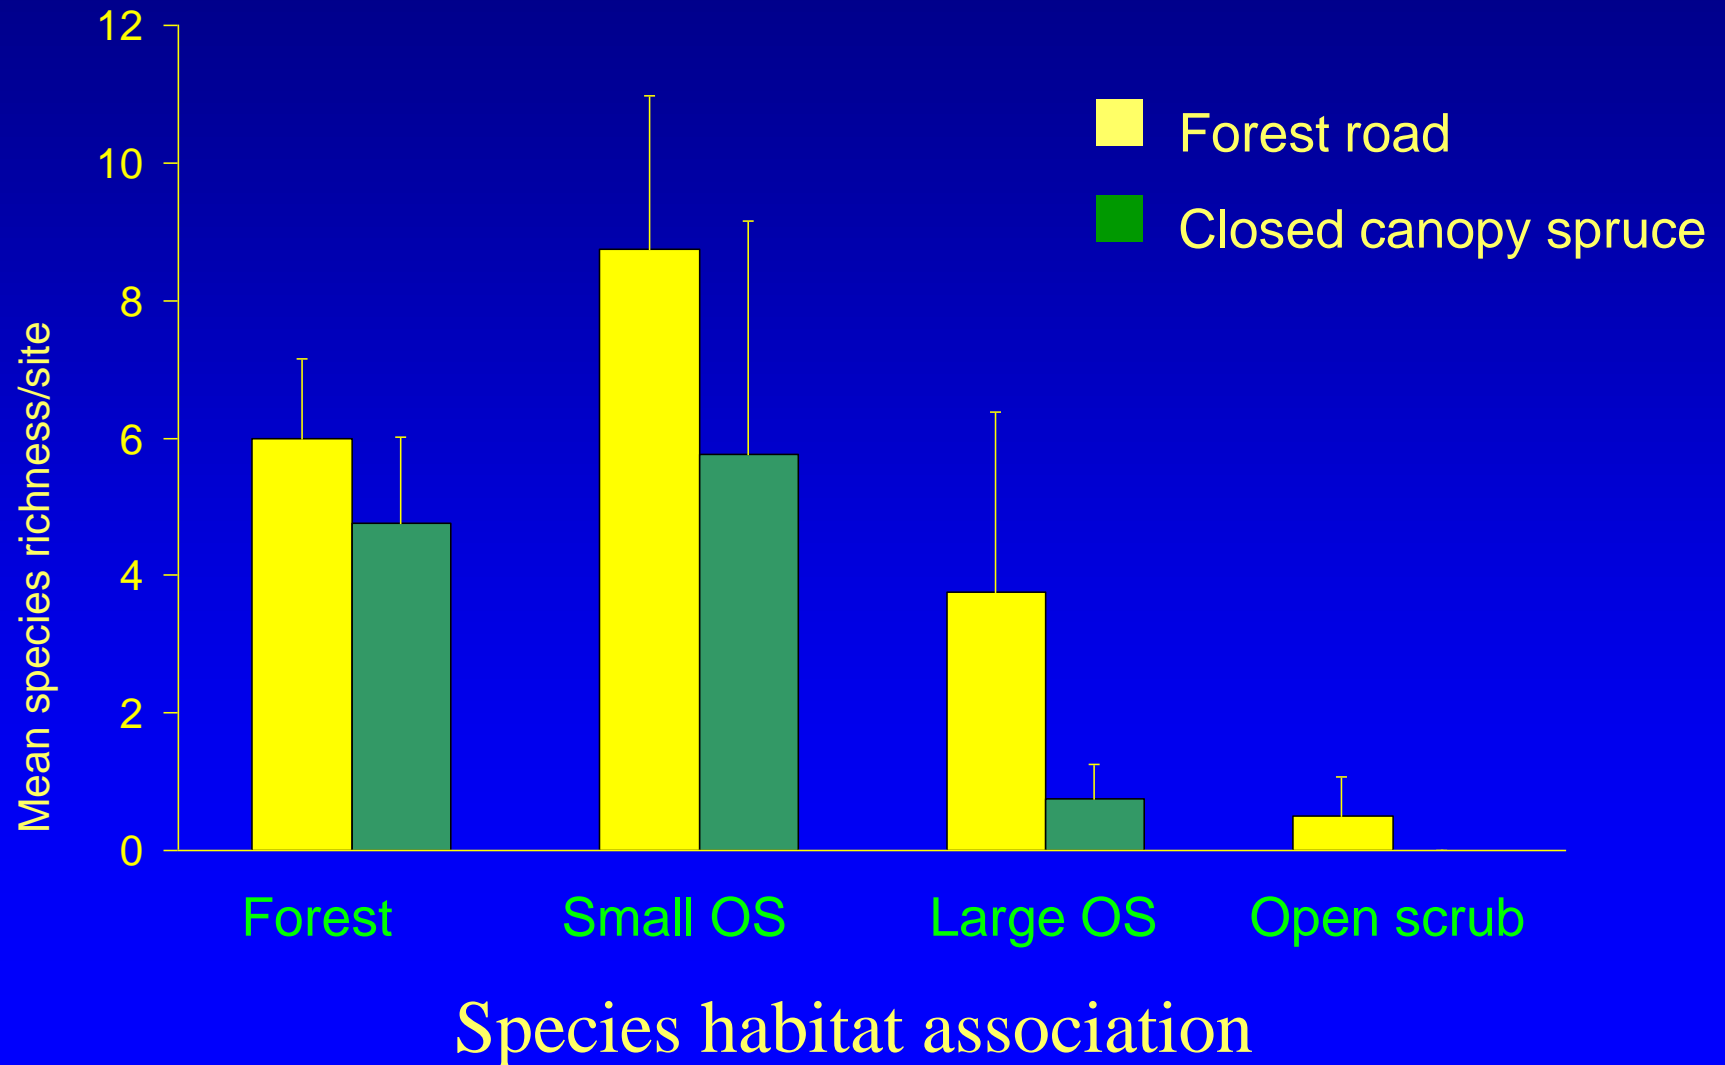 12
10
8
6
4
2
0
Mean species richness/site
Forest road
Closed canopy spruce
Forest
Small OS
Large OS
Open scrub
Species habitat association